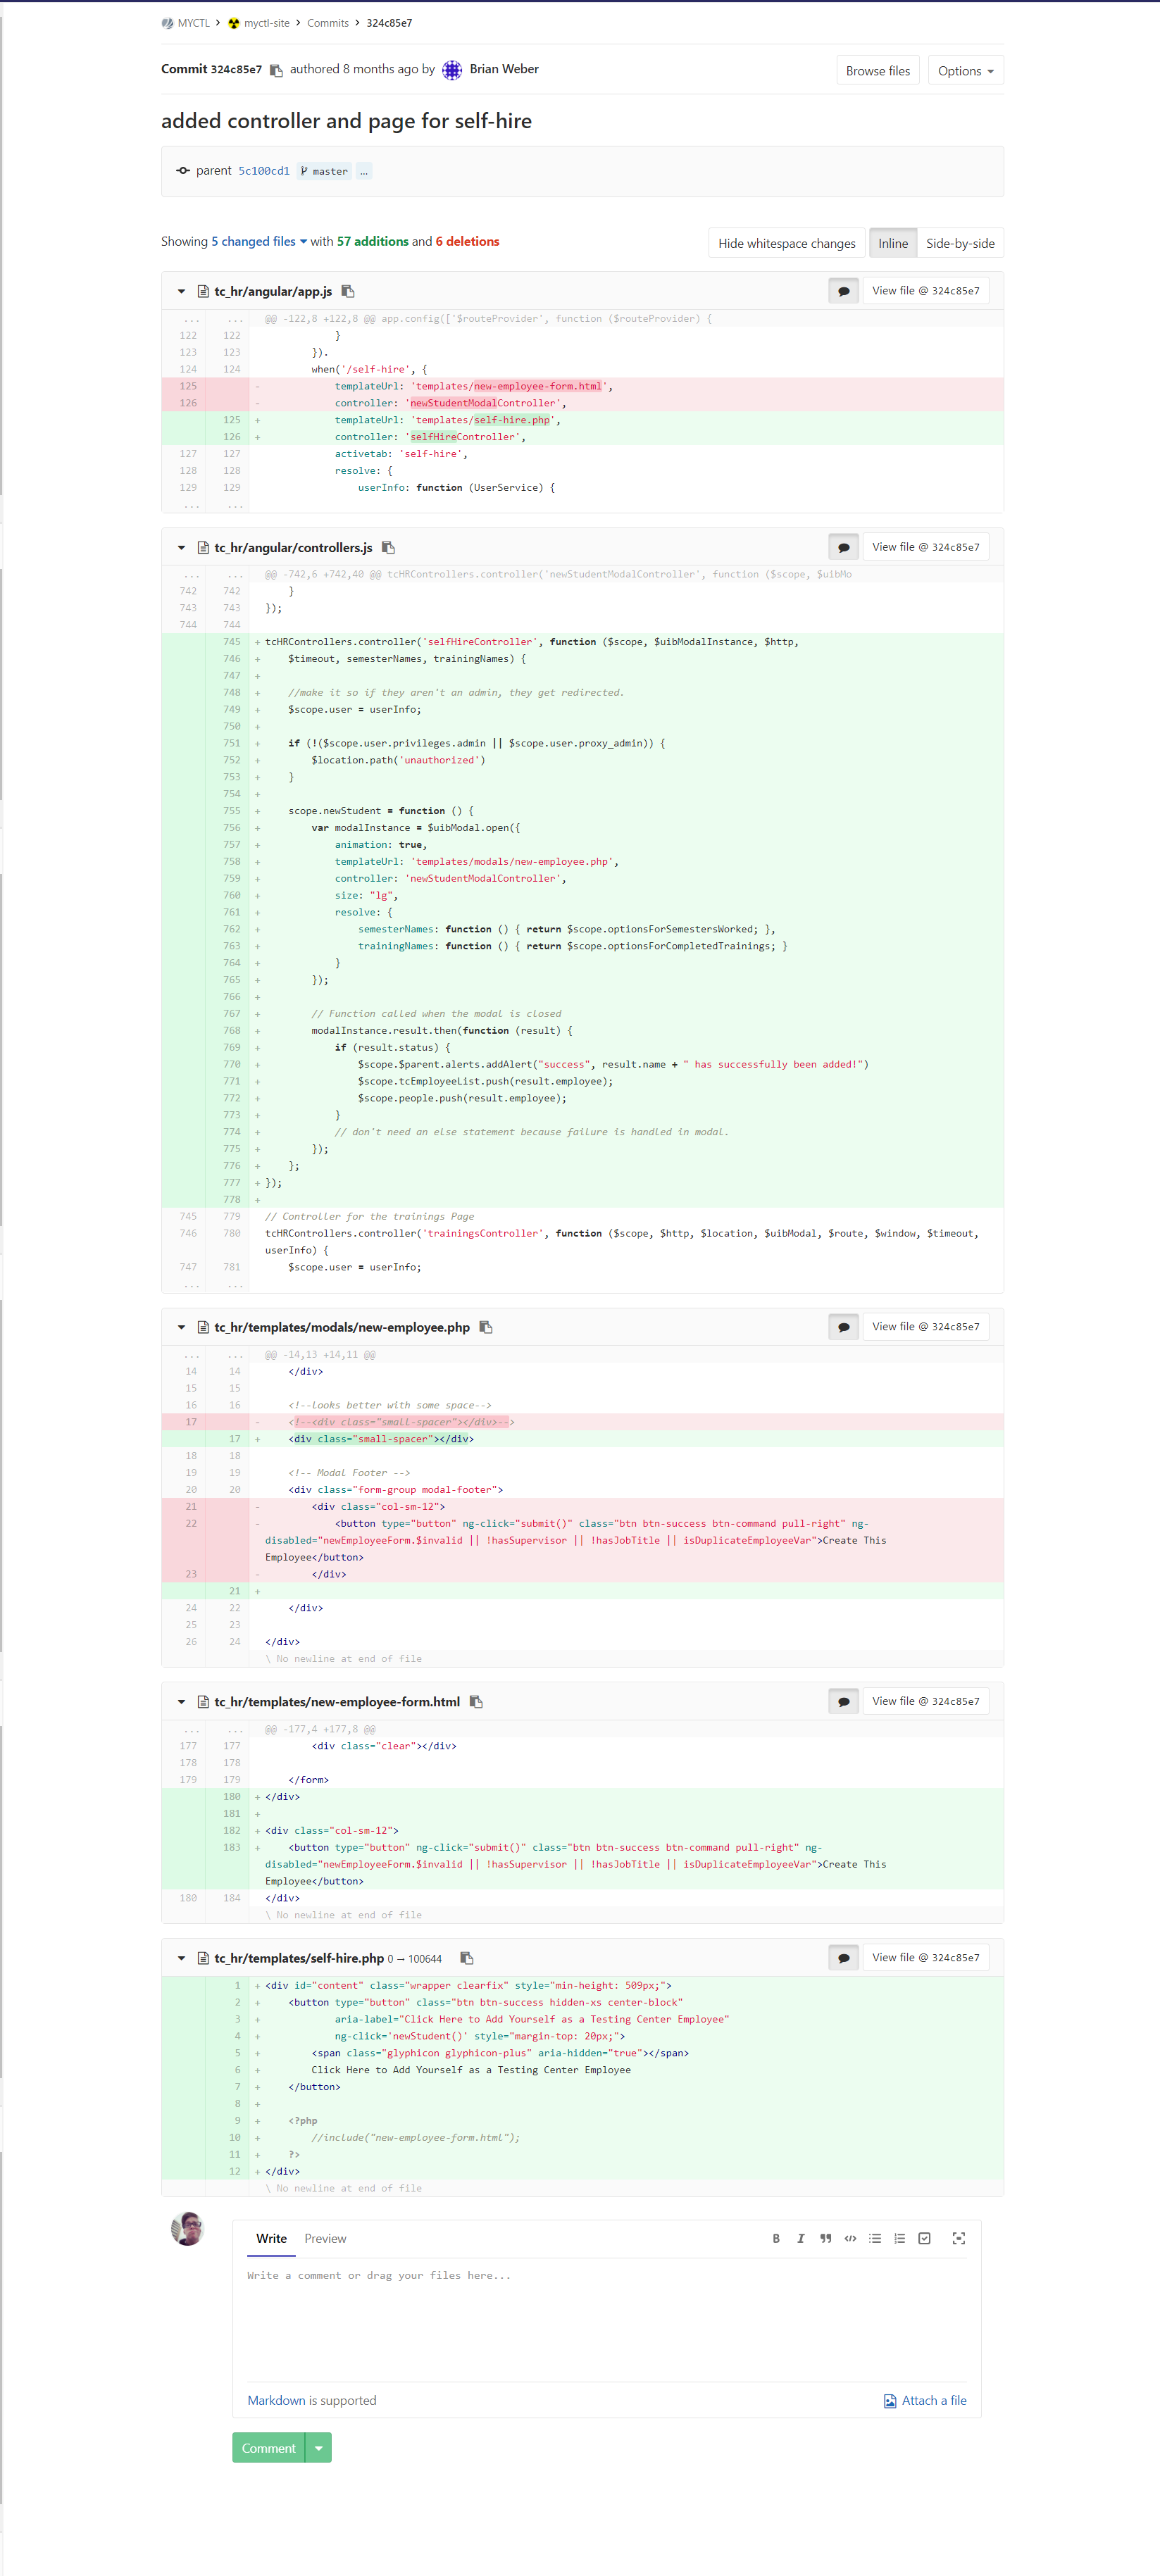 MYCTL > myctl-site > Commits > 324c85e7
Commit 324c85e7 authored 8 months ago by Brian Weber
Browse files Options
added controller and page for self-hire
parent 5c100cd1 master ...
Showing 5 changed files with 57 additions and 6 deletions
Hide whitespace changes Inline Side-by-side
tc_hr/angular/app.js View file @ 324c85e7
... ... @@ -122,8 +122,8 @@ app.config(['$routeProvider', function ($routeProvider) {
122 122 }
123 123 }).
124 124 when('/self-hire', {
125 - templateUrl: 'templates/new-employee-form.html',
126 - controller: 'newStudentModalController',
125 + templateUrl: 'templates/self-hire.php',
126 + controller: 'selfHireController',
127 127 activetab: 'self-hire',
128 128 resolve: {
129 129 userInfo: function (UserService) {
... ...
tc_hr/angular/controllers.js View file @ 324c85e7
... ... @@ -742,6 +742,40 @@ tcHRControllers.controller('newStudentModalController', function ($scope, $uibMo
742 742 }
743 743 });
744 744
745 + tcHRControllers.controller('selfHireController', function ($scope, $uibModalInstance, $http,
746 + $timeout, semesterNames, trainingNames) {
747 +
748 + //make it so if they aren't an admin, they get redirected.
749 + $scope.user = userInfo;
750 +
751 + if (!($scope.user.privileges.admin || $scope.user.proxy_admin)) {
752 + $location.path('unauthorized')
753 + }
754 +
755 + scope.newStudent = function () {
756 + var modalInstance = $uibModal.open({
757 + animation: true,
758 + templateUrl: 'templates/modals/new-employee.php',
759 + controller: 'newStudentModalController',
760 + size: "lg",
761 + resolve: {
762 + semesterNames: function () { return $scope.optionsForSemestersWorked; },
763 + trainingNames: function () { return $scope.optionsForCompletedTrainings; }
764 + }
765 + });
766 +
767 + // Function called when the modal is closed
768 + modalInstance.result.then(function (result) {
769 + if (result.status) {
770 + $scope.$parent.alerts.addAlert("success", result.name + " has successfully been added!")
771 + $scope.tcEmployeeList.push(result.employee);
772 + $scope.people.push(result.employee);
773 + }
774 + // don't need an else statement because failure is handled in modal.
775 + });
776 + };
777 + });
778 +
745 779 // Controller for the trainings Page
746 780 tcHRControllers.controller('trainingsController', function ($scope, $http, $location, $uibModal, $route, $window, $timeout,
userInfo) {
747 781 $scope.user = userInfo;
... ...
tc_hr/templates/modals/new-employee.php View file @ 324c85e7
... ... @@ -14,13 +14,11 @@
14 14 </div>
15 15
16 16 <!--looks better with some space-->
17 - <!--<div class="small-spacer"></div>-->
17 + <div class="small-spacer"></div>
18 18
19 19 <!-- Modal Footer -->
20 20 <div class="form-group modal-footer">
21 - <div class="col-sm-12">
22 - <button type="button" ng-click="submit()" class="btn btn-success btn-command pull-right" ng-
disabled="newEmployeeForm.$invalid || !hasSupervisor || !hasJobTitle || isDuplicateEmployeeVar">Create This
Employee</button>
23 - </div>
21 +
24 22 </div>
25 23
26 24 </div>
\ No newline at end of file
tc_hr/templates/new-employee-form.html View file @ 324c85e7
... ... @@ -177,4 +177,8 @@
177 177 <div class="clear"></div>
178 178
179 179 </form>
180 + </div>
181 +
182 + <div class="col-sm-12">
183 + <button type="button" ng-click="submit()" class="btn btn-success btn-command pull-right" ng-
disabled="newEmployeeForm.$invalid || !hasSupervisor || !hasJobTitle || isDuplicateEmployeeVar">Create This
Employee</button>
180 184 </div>
\ No newline at end of file
tc_hr/templates/self-hire.php 0 → 100644 View file @ 324c85e7
1 + <div id="content" class="wrapper clearfix" style="min-height: 509px;">
2 + <button type="button" class="btn btn-success hidden-xs center-block"
3 + aria-label="Click Here to Add Yourself as a Testing Center Employee"
4 + ng-click='newStudent()' style="margin-top: 20px;">
5 + <span class="glyphicon glyphicon-plus" aria-hidden="true"></span>
6 + Click Here to Add Yourself as a Testing Center Employee
7 + </button>
8 +
9 + <?php
10 + //include("new-employee-form.html");
11 + ?>
12 + </div>
\ No newline at end of file
Write Preview
Write a comment or drag your files here...
Markdown is supported Attach a file
Comment